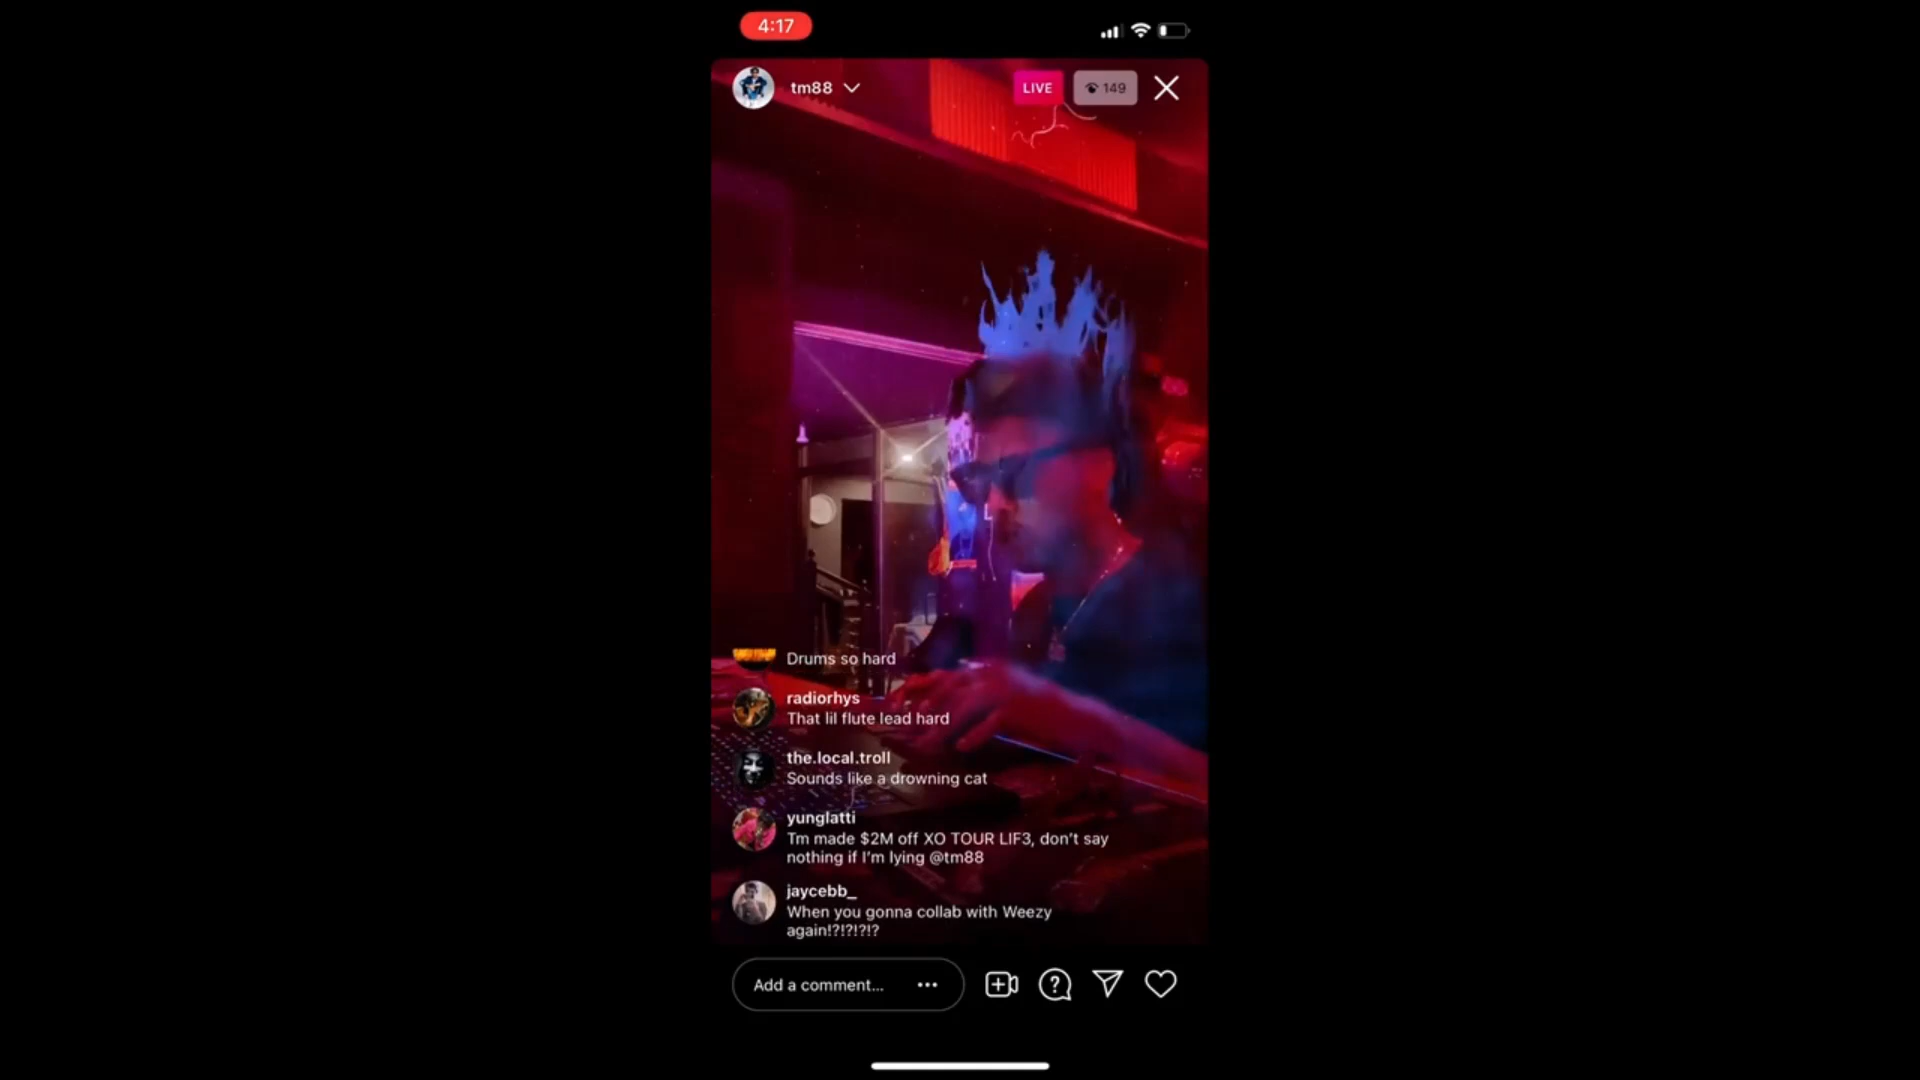 4:17
tm88
LIVE
149
Drums so hard
radiorhys
That lil flute lead hard
the.local.troll
Sounds like a drowning cat
yunglatti
Tm made $2M off XO TOUR LIF3, don't say
nothing if I'm lying @tm88
jaycebb_
When you gonna collab with Weezy
again!?!?!?!?
Add a comment...